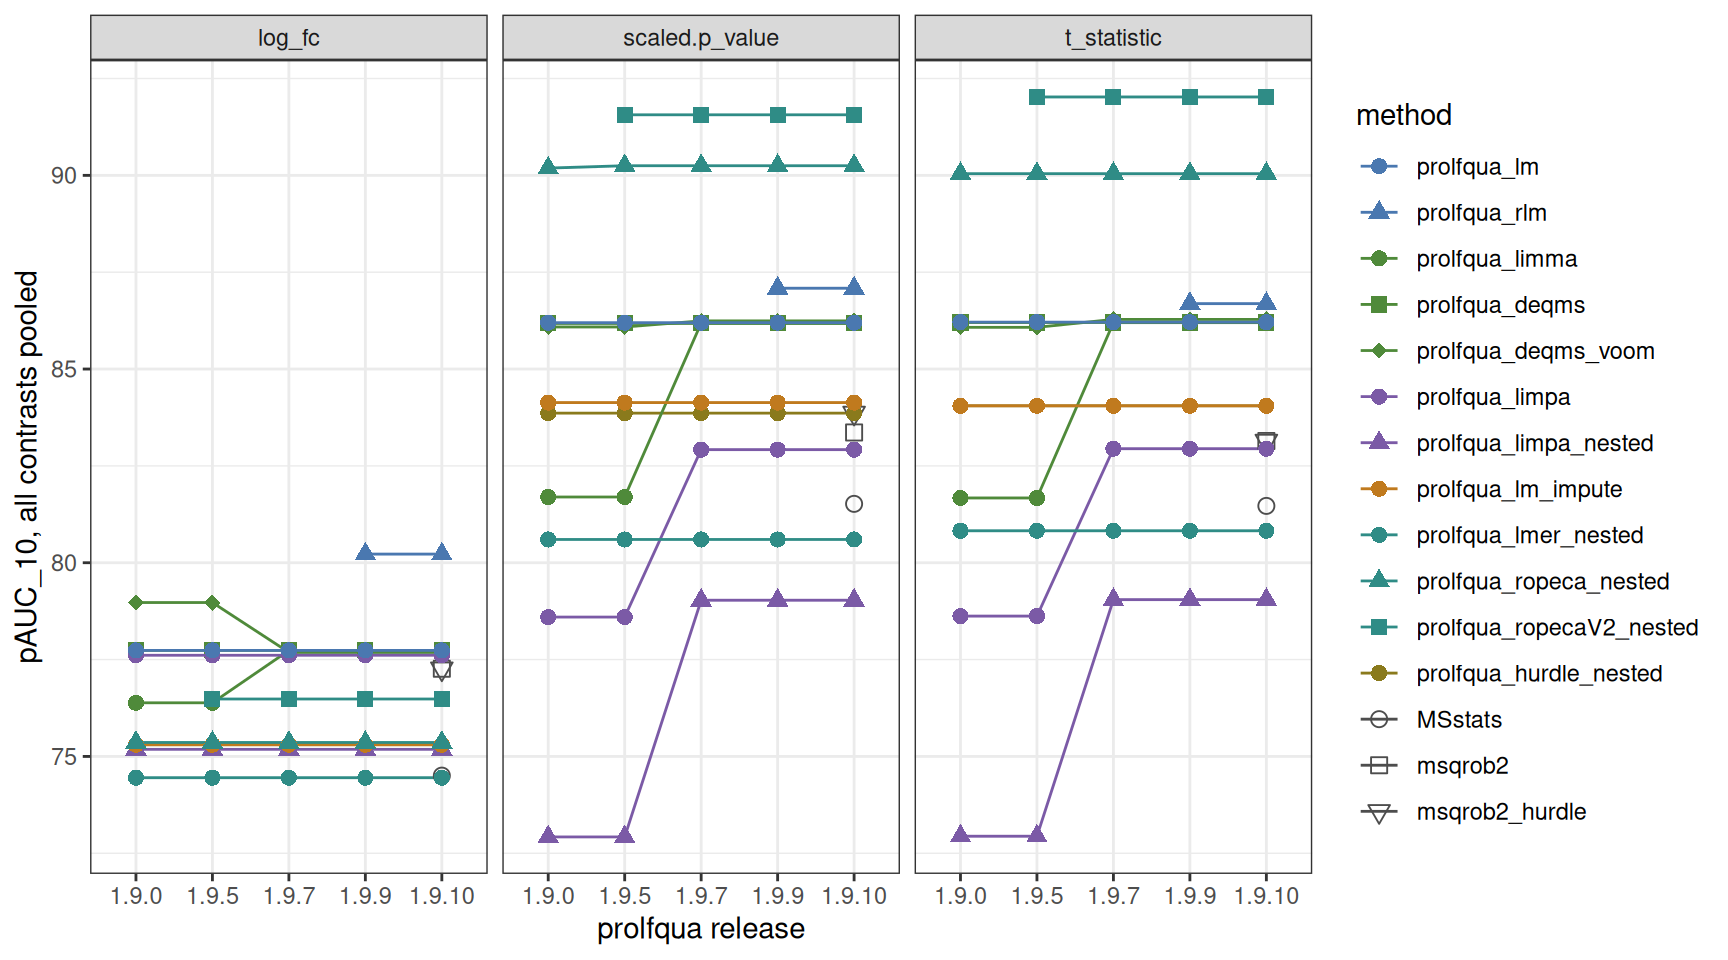 log_fc
scaled.p_value
t_statistic
pAUC_10, all contrasts pooled
90
85
80
75
1.9.0 1.9.5 1.9.7 1.9.9 1.9.10
1.9.0 1.9.5 1.9.7 1.9.9 1.9.10
1.9.0 1.9.5 1.9.7 1.9.9 1.9.10
prolfqua release
method
prolfqua_lm
prolfqua_rlm
prolfqua_limma
prolfqua_deqms
prolfqua_deqms_voom
prolfqua_limpa
prolfqua_limpa_nested
prolfqua_lm_impute
prolfqua_lmer_nested
prolfqua_ropeca_nested
prolfqua_ropecaV2_nested
prolfqua_hurdle_nested
MSstats
msqrob2
msqrob2_hurdle